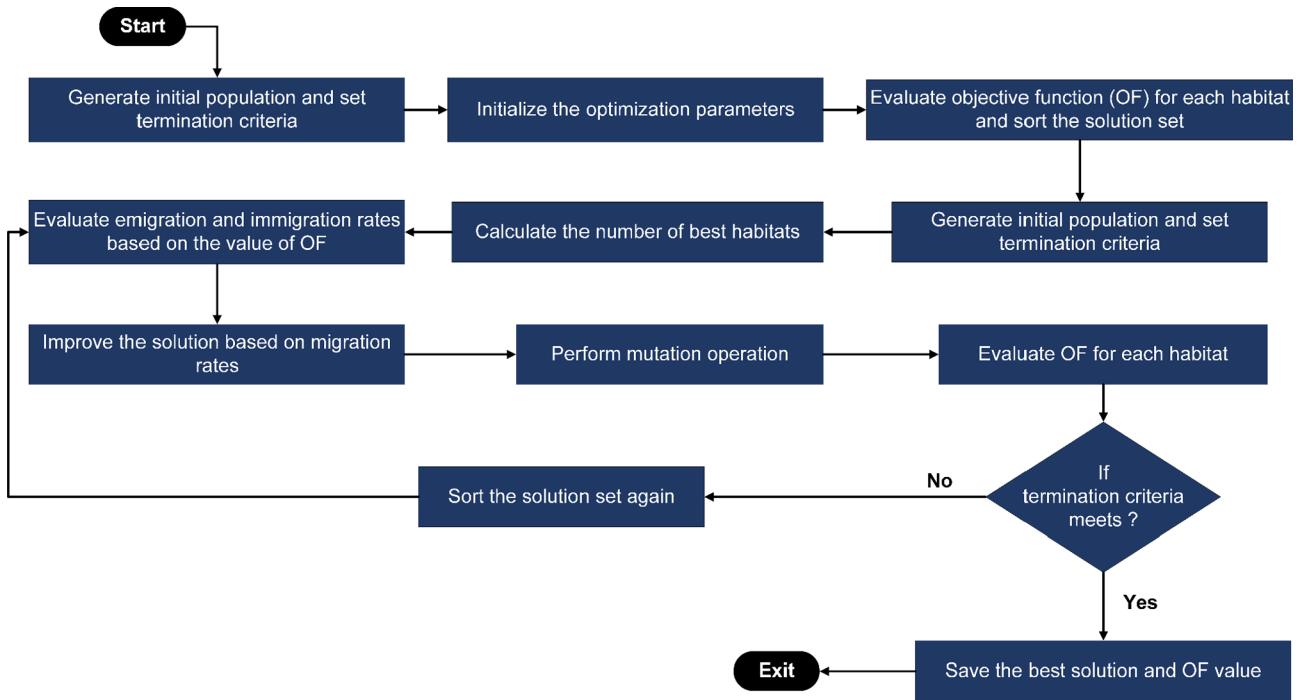 Start
Generate initial population and set
termination criteria
Initialize the optimization parameters
Evaluate objective function (OF) for each habitat
and sort the solution set
Generate initial population and set
termination criteria
Calculate the number of best habitats
Evaluate emigration and immigration rates
based on the value of OF
Improve the solution based on migration
rates
Perform mutation operation
Evaluate OF for each habitat
If
termination criteria
meets ?
No
Sort the solution set again
Yes
Save the best solution and OF value
Exit